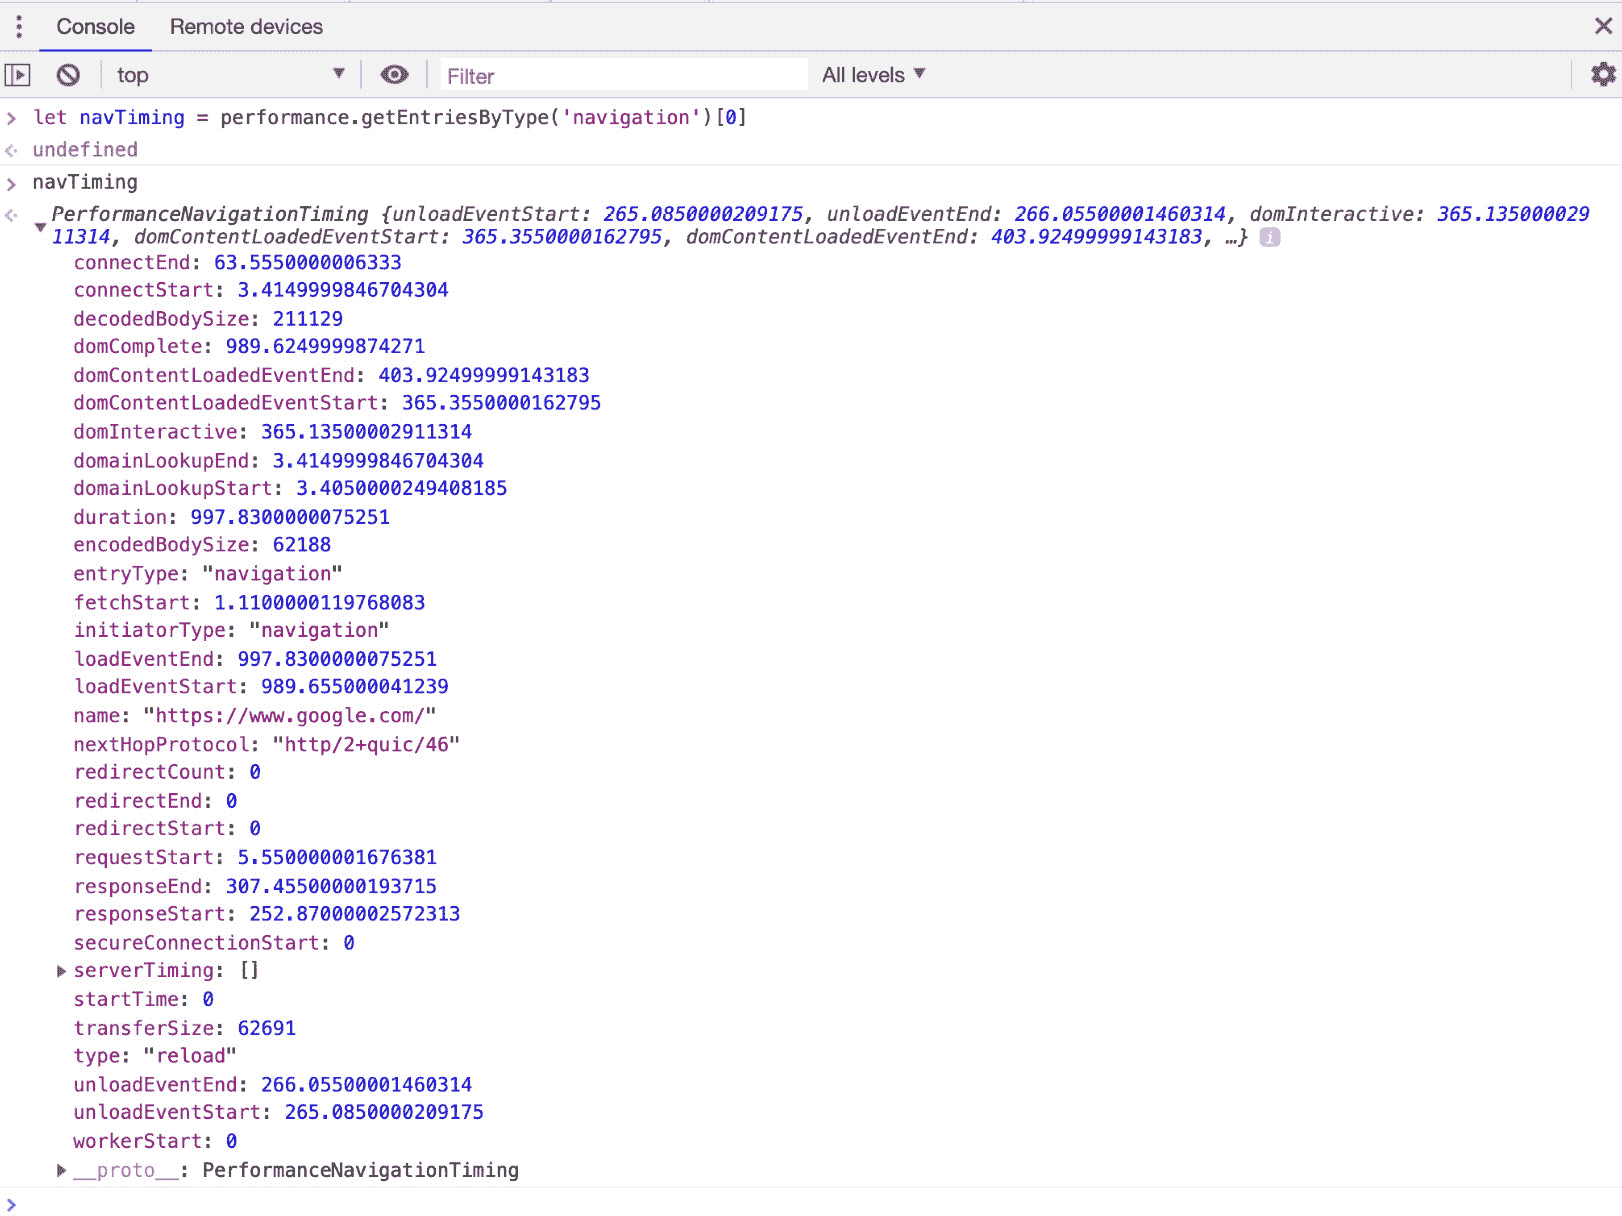 Console Remote devices
top Filter All levels
let navTiming = performance.getEntriesByType('navigation')[0]
undefined
navTiming
PerformanceNavigationTiming {unloadEventStart: 265.0850000209175, unloadEventEnd: 266.05500001460314, domInteractive: 365.135000029
11314, domContentLoadedEventStart: 365.3550000162795, domContentLoadedEventEnd: 403.92499999143183, …} i
connectEnd: 63.5550000006333
connectStart: 3.4149999846704304
decodedBodySize: 211129
domComplete: 989.6249999874271
domContentLoadedEventEnd: 403.92499999143183
domContentLoadedEventStart: 365.3550000162795
domInteractive: 365.13500002911314
domainLookupEnd: 3.4149999846704304
domainLookupStart: 3.4050000249408185
duration: 997.8300000075251
encodedBodySize: 62188
entryType: "navigation"
fetchStart: 1.1100000119768083
initiatorType: "navigation"
loadEventEnd: 997.8300000075251
loadEventStart: 989.655000041239
name: "https://www.google.com/"
nextHopProtocol: "http/2+quic/46"
redirectCount: 0
redirectEnd: 0
redirectStart: 0
requestStart: 5.550000001676381
responseEnd: 307.45500000193715
responseStart: 252.87000002572313
secureConnectionStart: 0
serverTiming: []
startTime: 0
transferSize: 62691
type: "reload"
unloadEventEnd: 266.05500001460314
unloadEventStart: 265.0850000209175
workerStart: 0
__proto__: PerformanceNavigationTiming